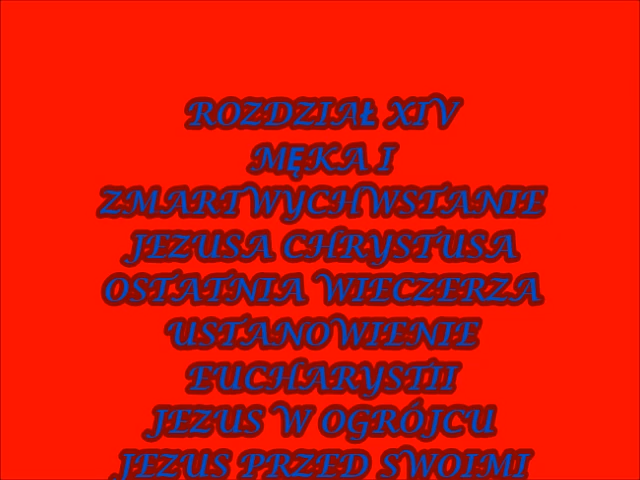 ROZDZIAŁ XIV
MĘKA I
ZMARTWYCHWSTANIE
JEZUSA CHRYSTUSA
OSTATNIA WIECZERZA
USTANOWIENIE
EUCHARYSTII
JEZUS W OGRÓJCU
JEZUS PRZED SWOIMI